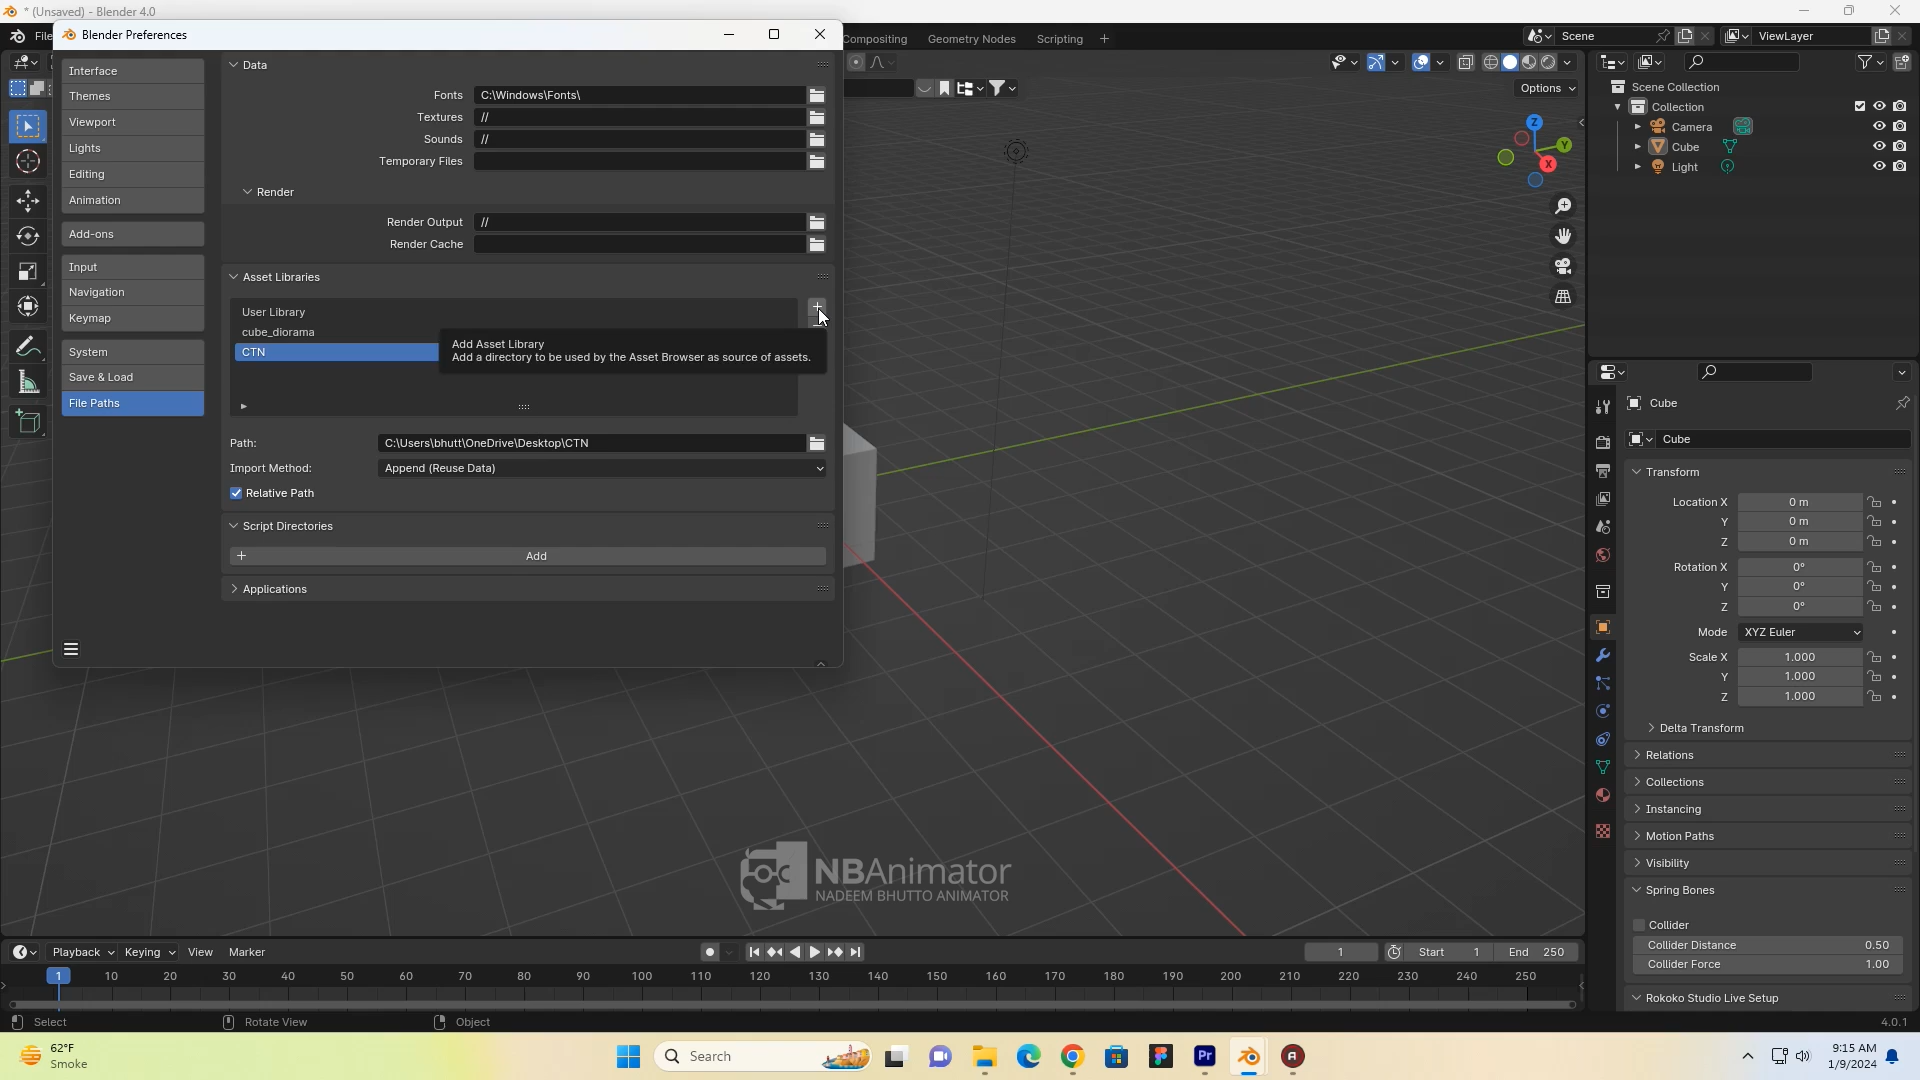 * (Unsaved) - Blender 4.0
File
Blender Preferences
Compositing
Geometry Nodes
Scripting
Scene
ViewLayer
Options
Interface
Themes
Viewport
Lights
Editing
Animation
Add-ons
Input
Navigation
Keymap
System
Save & Load
File Paths
Data
Fonts C:\Windows\Fonts\
Textures //
Sounds //
Temporary Files
Render
Render Output //
Render Cache
Asset Libraries
User Library
cube_diorama
CTN
Add Asset Library
Add a directory to be used by the Asset Browser as source of assets.
Path: C:\Users\bhutt\OneDrive\Desktop\CTN
Import Method: Append (Reuse Data)
Relative Path
Script Directories
Add
Applications
Z
Y
X
NBAnimator
NADEEM BHUTTO ANIMATOR
Scene Collection
Collection
Camera
Cube
Light
Cube
Cube
Transform
Location X 0 m
Y 0 m
Z 0 m
Rotation X 0°
Y 0°
Z 0°
Mode XYZ Euler
Scale X 1.000
Y 1.000
Z 1.000
Delta Transform
Relations
Collections
Instancing
Motion Paths
Visibility
Spring Bones
Collider
Collider Distance 0.50
Collider Force 1.00
Rokoko Studio Live Setup
Playback Keying View Marker
1 Start 1 End 250
1 10 20 30 40 50 60 70 80 90 100 110 120 130 140 150 160 170 180 190 200 210 220 230 240 250
Select Rotate View Object
4.0.1
62°F
Smoke
Search
Pr
9:15 AM
1/9/2024